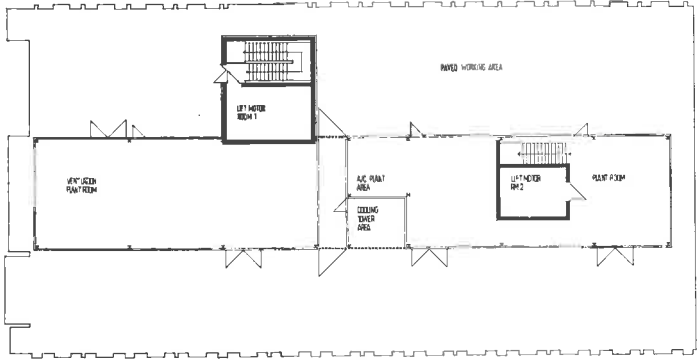 PAVED WORKING AREA
LIFT MOTOR
ROOM 1
VENTILATION
PLANT ROOM
A/C PLANT
AREA
LIFT MOTOR
RM 2
PLANT ROOM
COOLING
TOWER
AREA